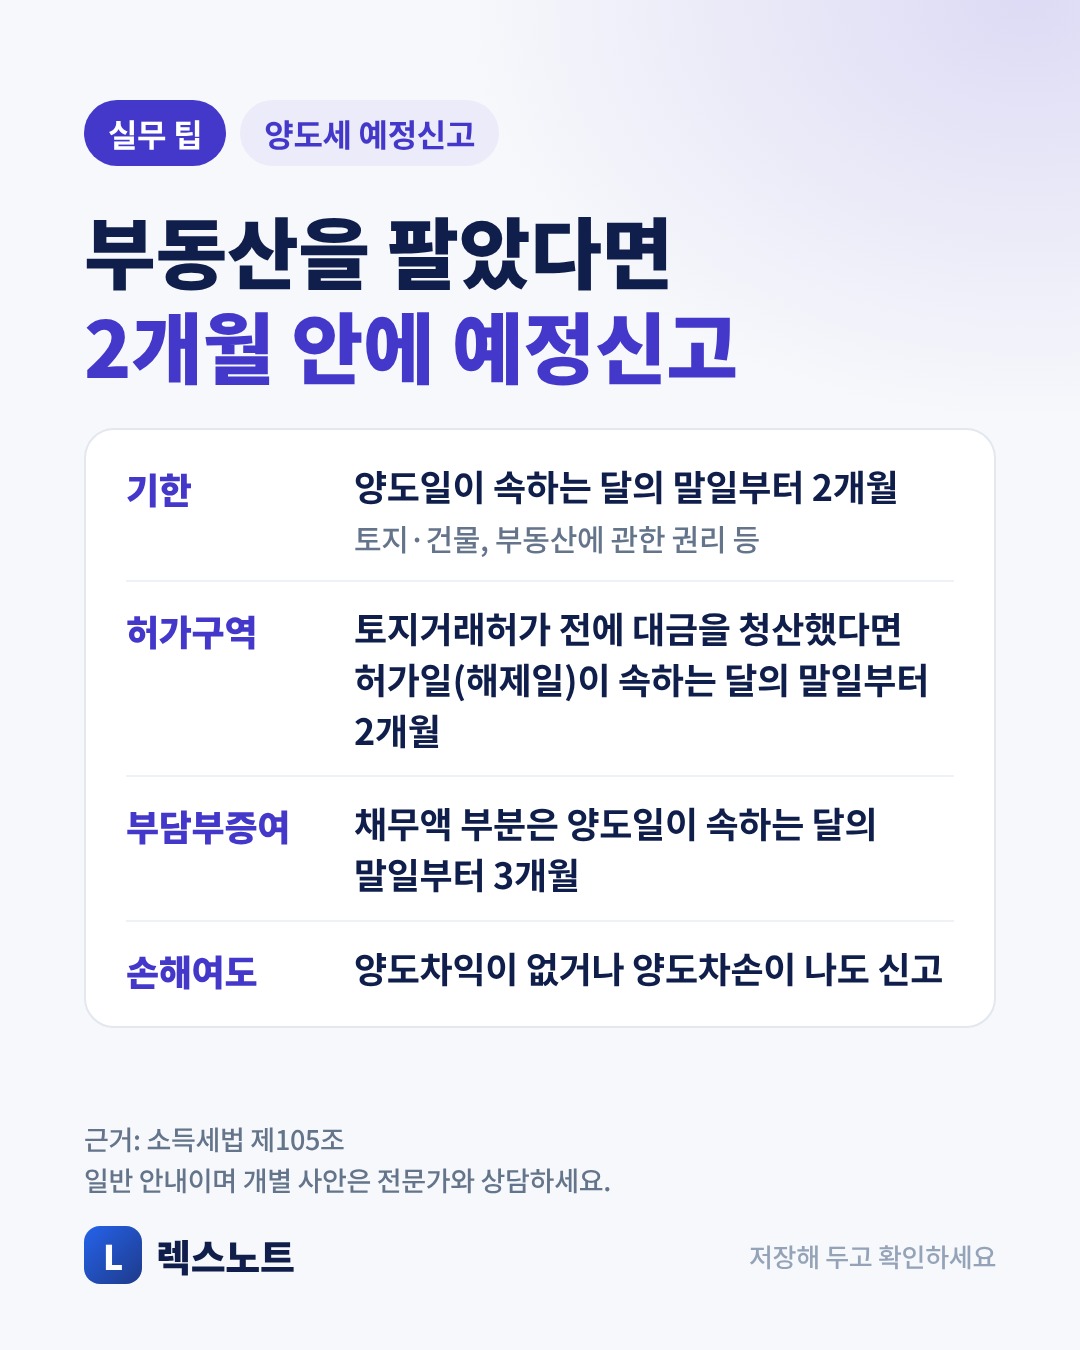 실무 팁
양도세 예정신고
부동산을 팔았다면
2개월 안에 예정신고
기한
양도일이 속하는 달의 말일부터 2개월
토지·건물, 부동산에 관한 권리 등
허가구역
토지거래허가 전에 대금을 청산했다면
허가일(해제일)이 속하는 달의 말일부터
2개월
부담부증여
채무액 부분은 양도일이 속하는 달의
말일부터 3개월
손해여도
양도차익이 없거나 양도차손이 나도 신고
근거: 소득세법 제105조
일반 안내이며 개별 사안은 전문가와 상담하세요.
L 렉스노트
저장해 두고 확인하세요